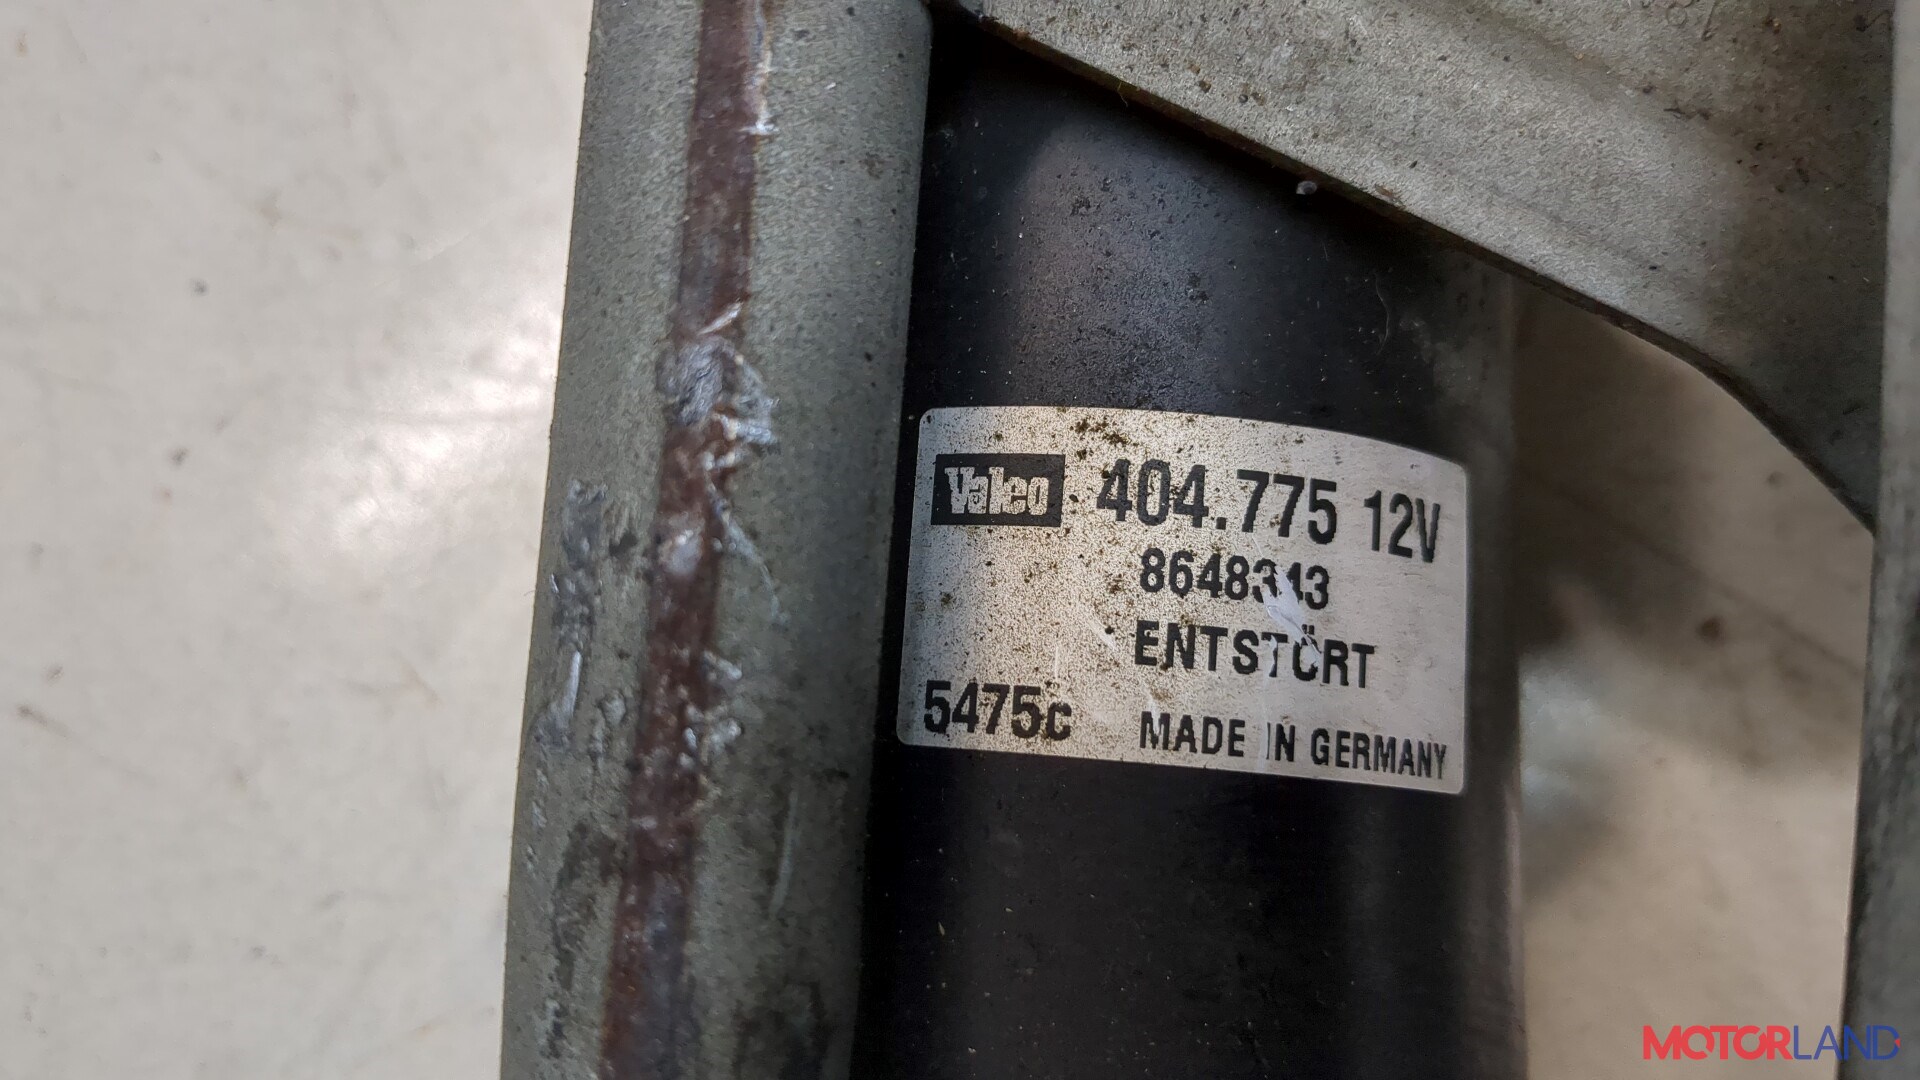 Valeo 404.775 12V
8648343
ENTSTÖRT
5475c MADE IN GERMANY
MOTORLAND